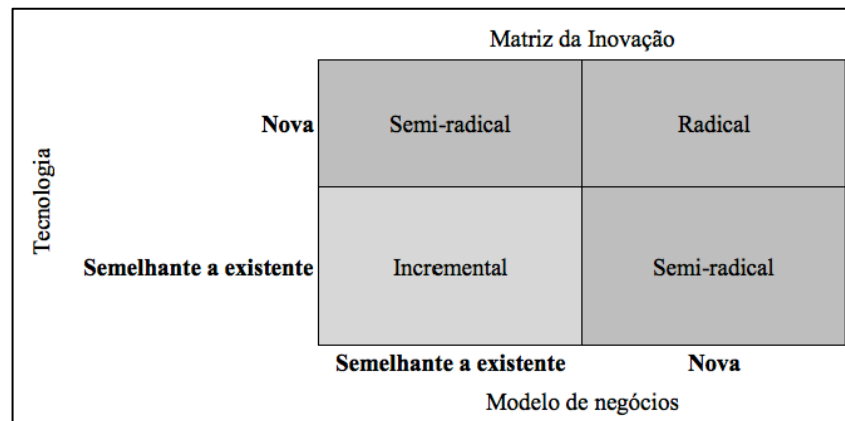 Matriz da Inovação
Nova
Semi-radical
Radical
Tecnologia
Semelhante a existente
Incremental
Semi-radical
Semelhante a existente
Nova
Modelo de negócios